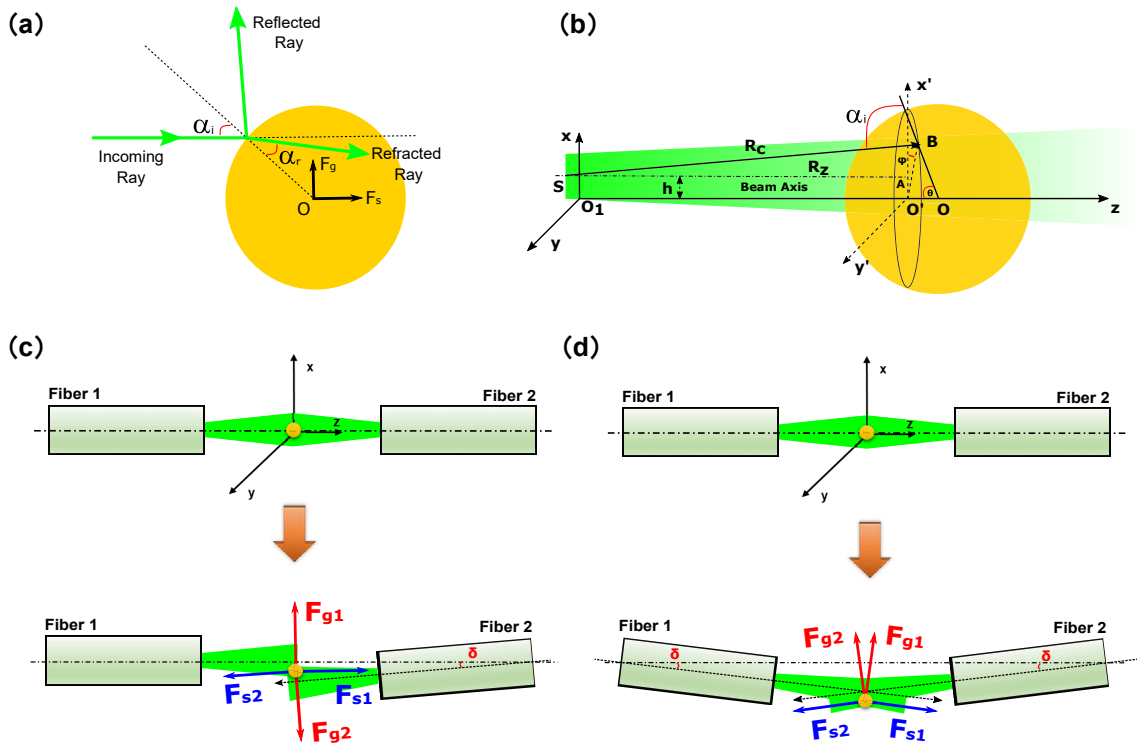 (a)
Reflected
Ray
αi
Incoming
Ray
αr
Refracted
Ray
Fg
O
Fs
(b)
x'
αi
x
B
Rc
φ
Rz
S
h
Beam Axis
A
θ
O1
O'
O
z
y
y'
(c)
x
Fiber 1
Fiber 2
z
y
Fiber 1
Fg1
Fiber 2
δ
Fs2
Fs1
Fg2
(d)
x
Fiber 1
Fiber 2
z
y
Fiber 1
Fg2
Fg1
Fiber 2
δ
δ
Fs2
Fs1